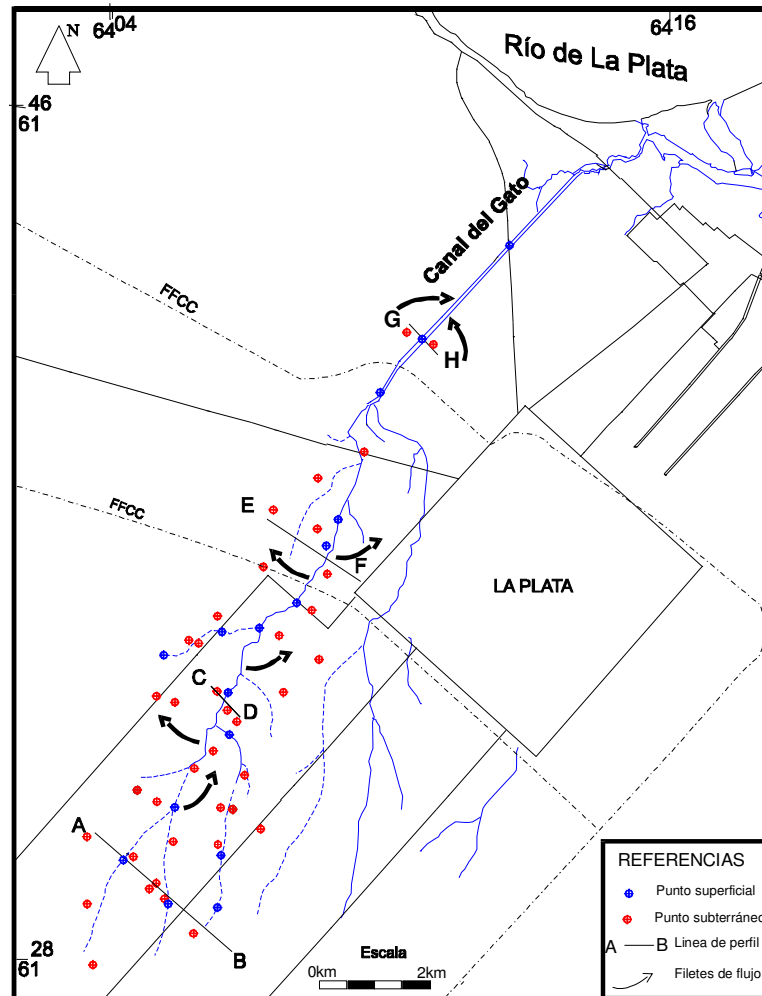 64 04
64 16
N
Río de La Plata
61 46
Canal del Gato
FFCC
G
H
E
FFCC
F
LA PLATA
C
D
A
B
61 28
Escala
0km 2km
REFERENCIAS
Punto superficial
Punto subterráneo
A B Linea de perfil
Filetes de flujo